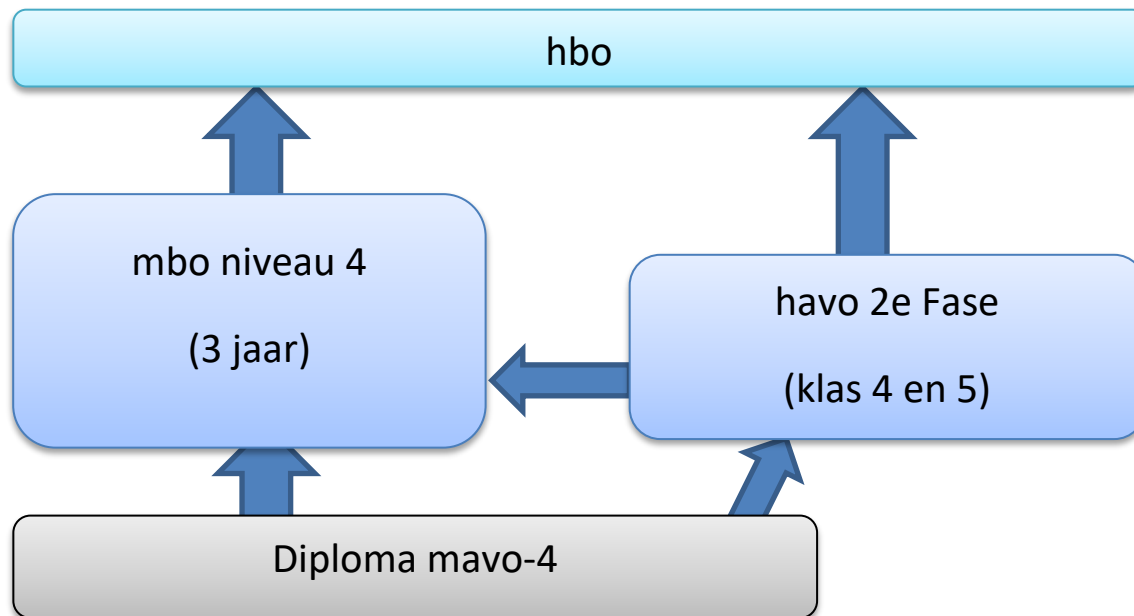 hbo
mbo niveau 4
(3 jaar)
havo 2e Fase
(klas 4 en 5)
Diploma mavo-4